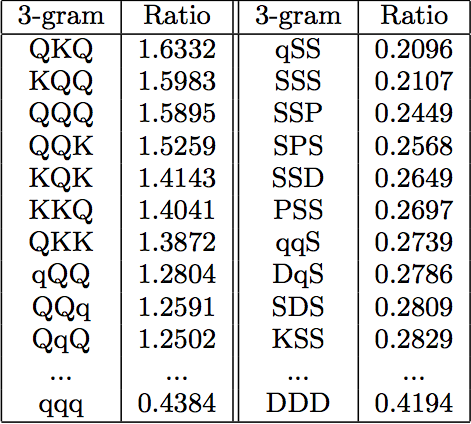 3-gram Ratio 3-gram Ratio
QKQ 1.6332 qSS 0.2096
KQQ 1.5983 SSS 0.2107
QQQ 1.5895 SSP 0.2449
QQK 1.5259 SPS 0.2568
KQK 1.4143 SSD 0.2649
KKQ 1.4041 PSS 0.2697
QKK 1.3872 qqS 0.2739
qQQ 1.2804 DqS 0.2786
QQq 1.2591 SDS 0.2809
QqQ 1.2502 KSS 0.2829
... ... ... ...
qqq 0.4384 DDD 0.4194